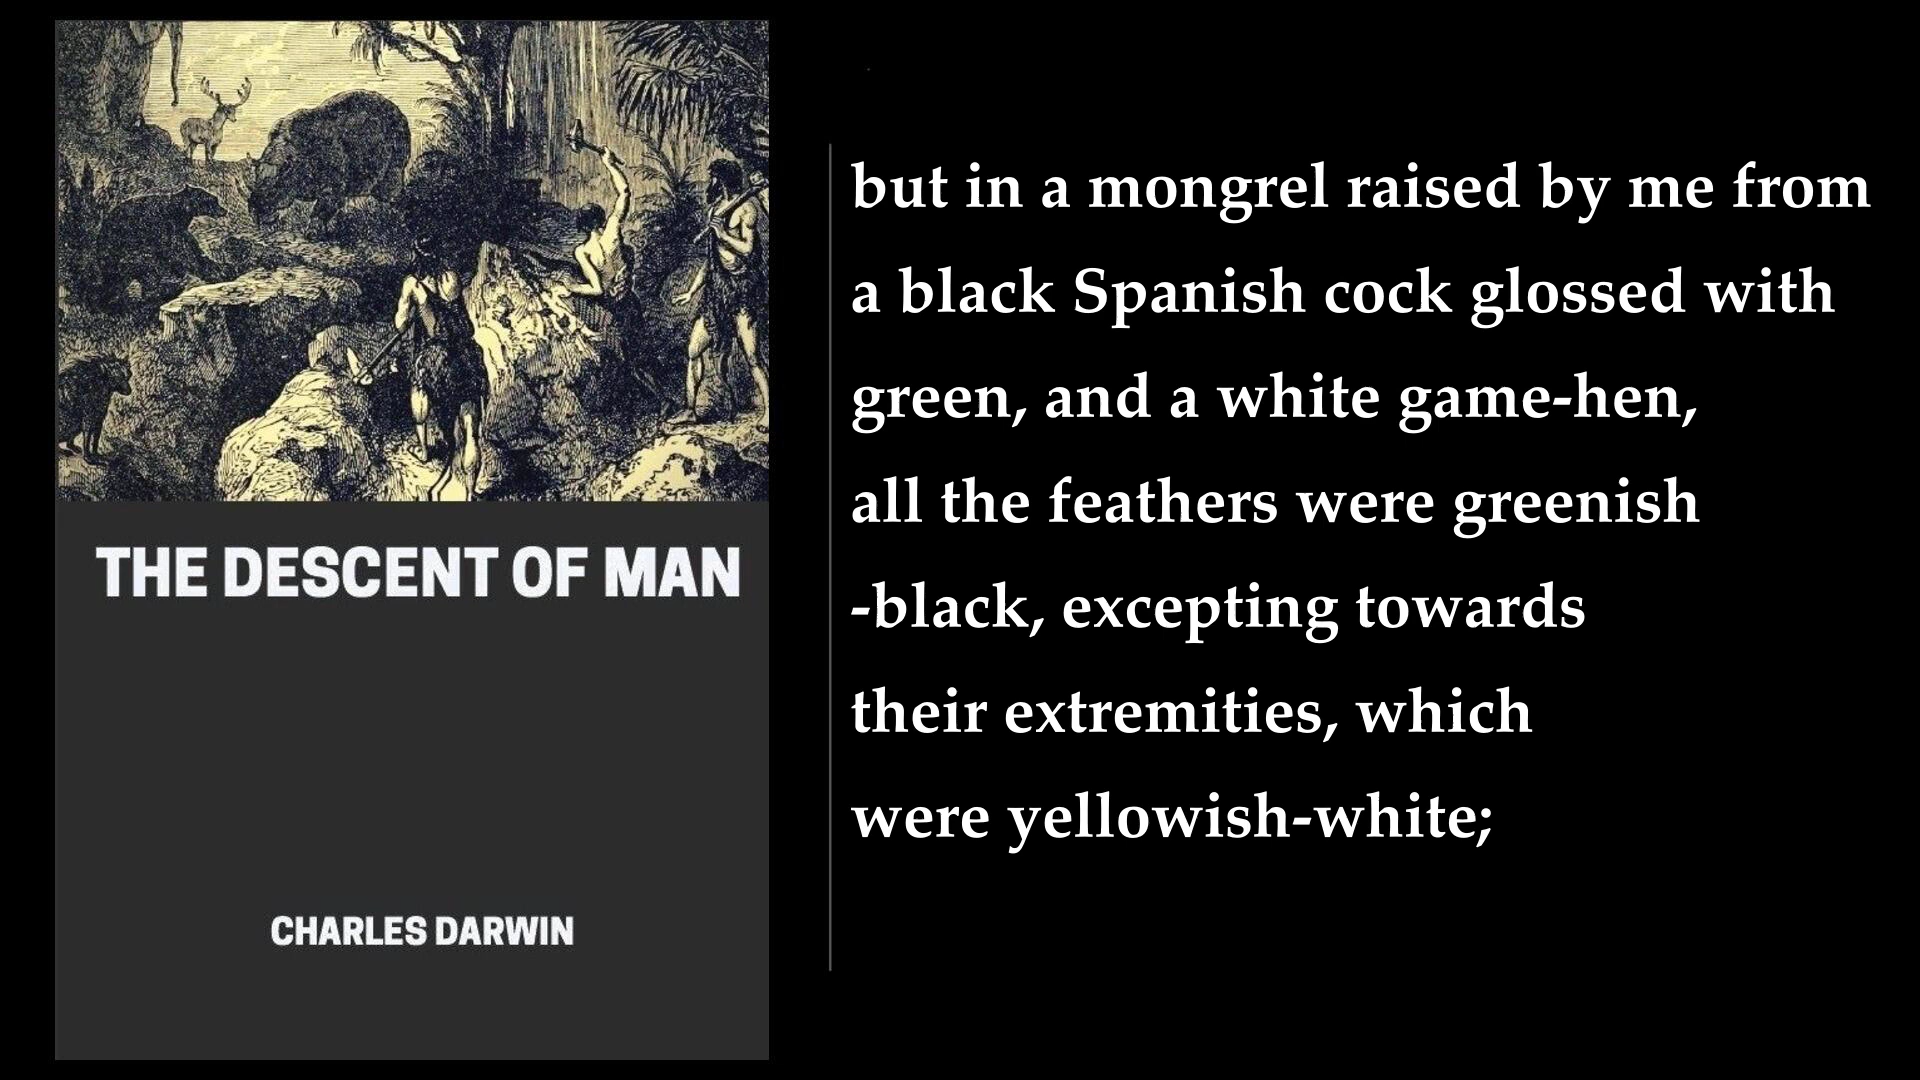 THE DESCENT OF MAN
CHARLES DARWIN
but in a mongrel raised by me from
a black Spanish cock glossed with
green, and a white game-hen,
all the feathers were greenish
-black, excepting towards
their extremities, which
were yellowish-white;